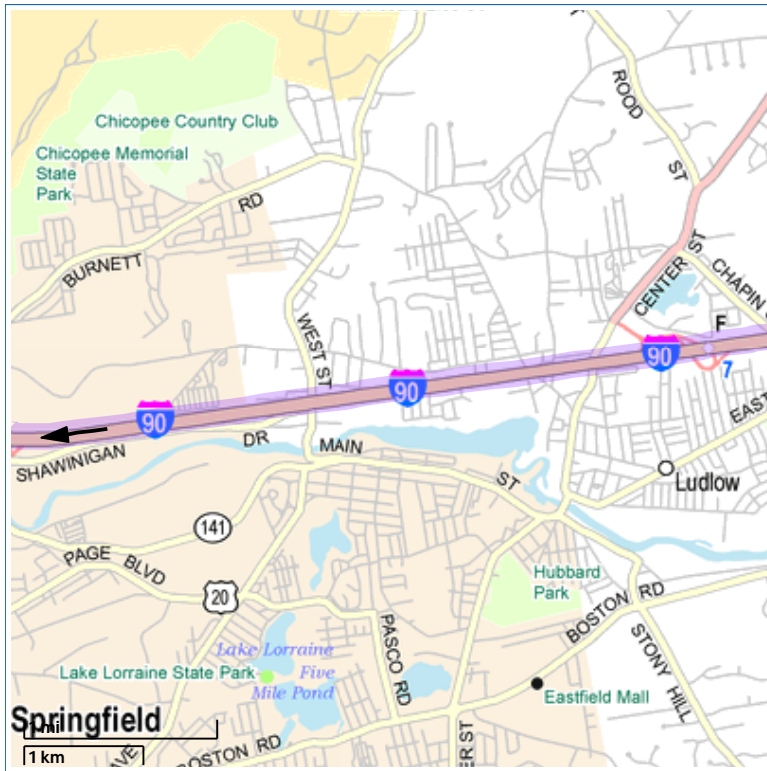 ROOD
ST
Chicopee Country Club
Chicopee Memorial
State
Park
RD
BURNETT
CENTER ST
CHAPIN
F
WEST ST
90
90
90
7
EAST
SHAWINIGAN
DR
MAIN
ST
Ludlow
141
PAGE BLVD
20
Hubbard
Park
BOSTON RD
PASCO RD
STONY HILL
Lake Lorraine
Five
Mile Pond
Lake Lorraine State Park
Eastfield Mall
Springfield
1 mi
1 km
AVE
BOSTON RD
ER ST